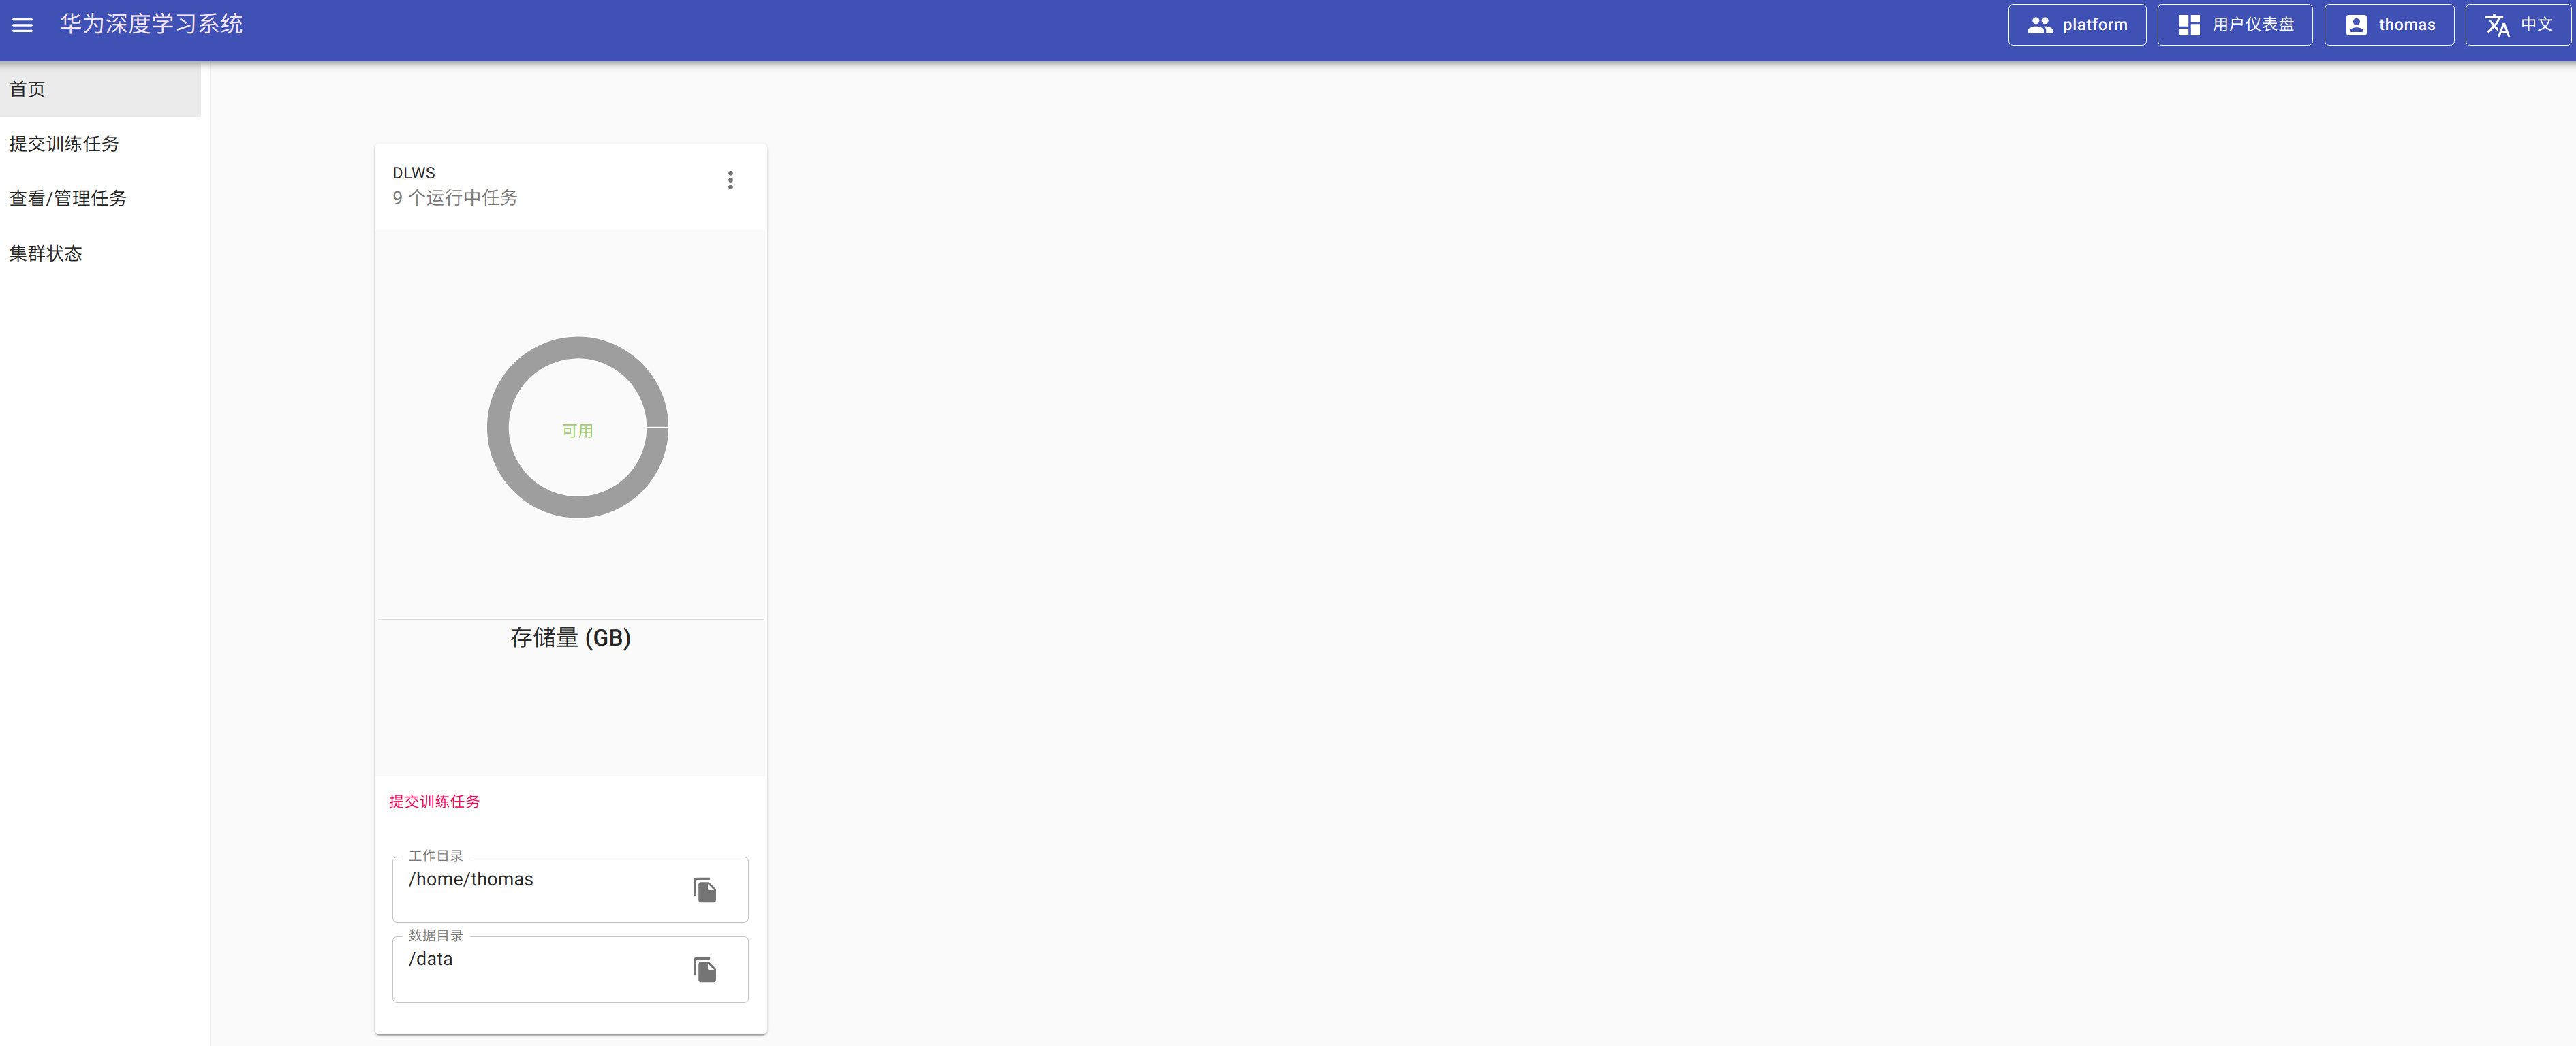 华为深度学习系统
platform
用户仪表盘
thomas
中文
首页
提交训练任务
查看/管理任务
集群状态
DLWS
9 个运行中任务
可用
存储量 (GB)
提交训练任务
工作目录
/home/thomas
数据目录
/data